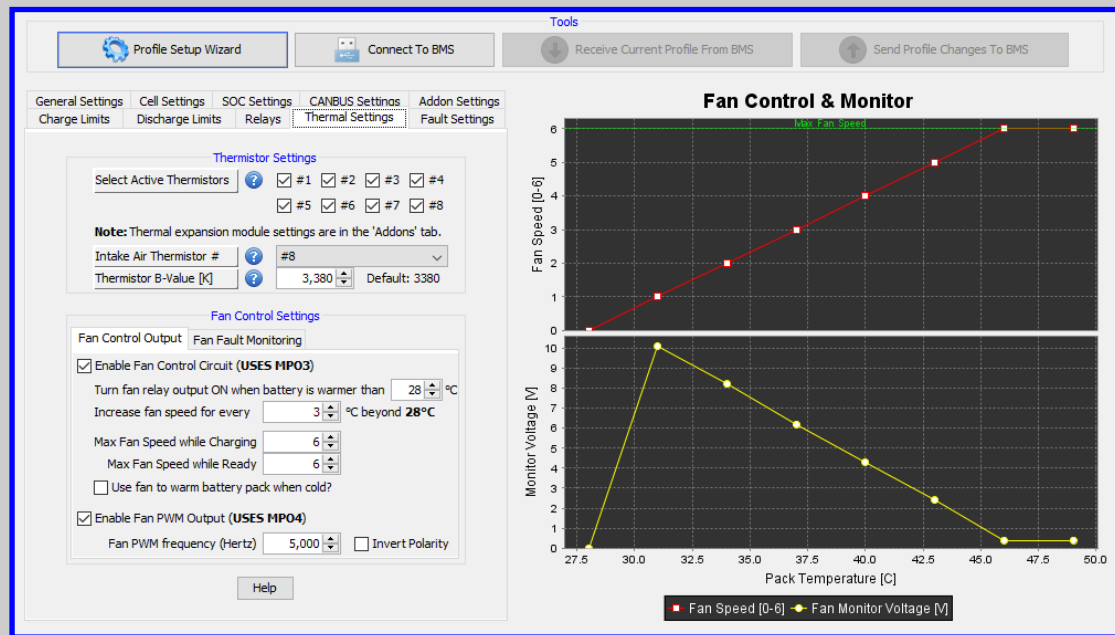 Tools
Profile Setup Wizard
Connect To BMS
Receive Current Profile From BMS
Send Profile Changes To BMS
General Settings Cell Settings SOC Settings CANBUS Settings Addon Settings
Charge Limits Discharge Limits Relays Thermal Settings Fault Settings
Thermistor Settings
Select Active Thermistors ? #1 #2 #3 #4
#5 #6 #7 #8
Note: Thermal expansion module settings are in the 'Addons' tab.
Intake Air Thermistor # ? #8
Thermistor B-Value [K] ? 3,380 Default: 3380
Fan Control Settings
Fan Control Output Fan Fault Monitoring
Enable Fan Control Circuit (USES MPO3)
Turn fan relay output ON when battery is warmer than 28 ºC
Increase fan speed for every 3 ºC beyond 28°C
Max Fan Speed while Charging 6
Max Fan Speed while Ready 6
Use fan to warm battery pack when cold?
Enable Fan PWM Output (USES MPO4)
Fan PWM frequency (Hertz) 5,000 Invert Polarity
Help
Fan Control & Monitor
Max Fan Speed
Fan Speed [0-6]
6
5
4
3
2
1
0
Monitor Voltage [V]
10
9
8
7
6
5
4
3
2
1
0
27.5 30.0 32.5 35.0 37.5 40.0 42.5 45.0 47.5 50.0
Pack Temperature [C]
Fan Speed [0-6] Fan Monitor Voltage [V]